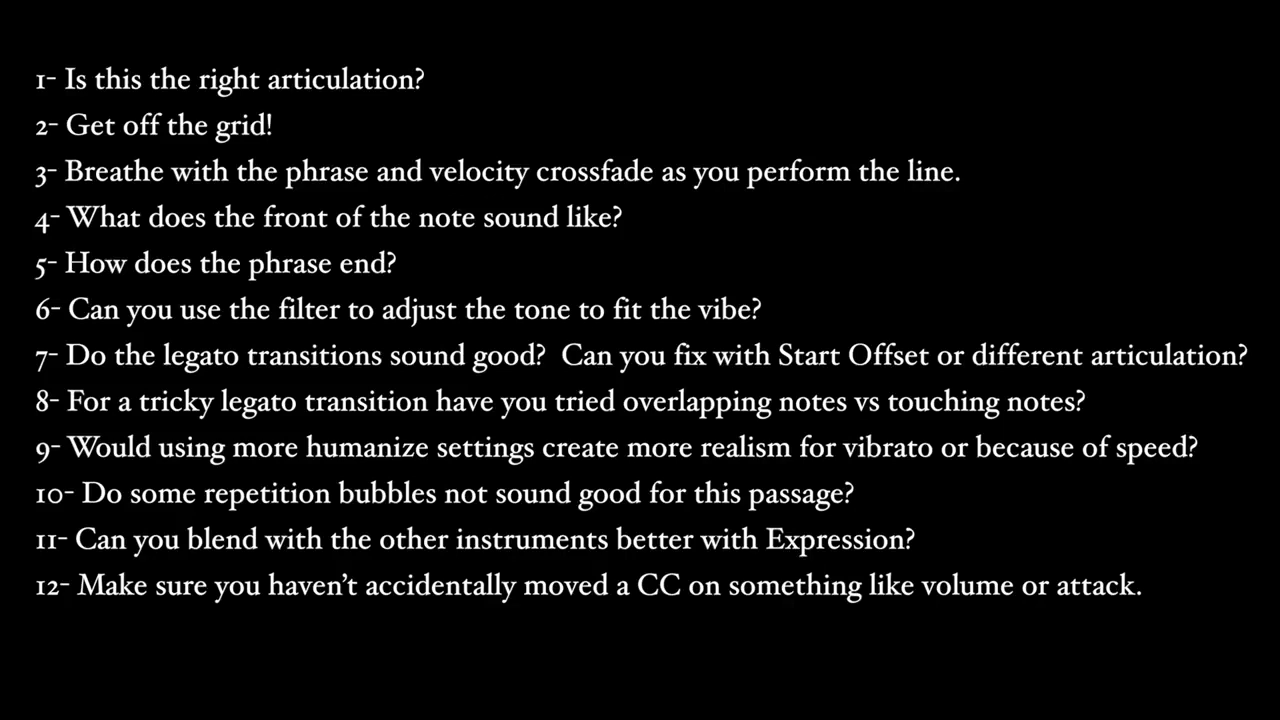 1- Is this the right articulation?
2- Get off the grid!
3- Breathe with the phrase and velocity crossfade as you perform the line.
4- What does the front of the note sound like?
5- How does the phrase end?
6- Can you use the filter to adjust the tone to fit the vibe?
7- Do the legato transitions sound good?  Can you fix with Start Offset or different articulation?
8- For a tricky legato transition have you tried overlapping notes vs touching notes?
9- Would using more humanize settings create more realism for vibrato or because of speed?
10- Do some repetition bubbles not sound good for this passage?
11- Can you blend with the other instruments better with Expression?
12- Make sure you haven’t accidentally moved a CC on something like volume or attack.